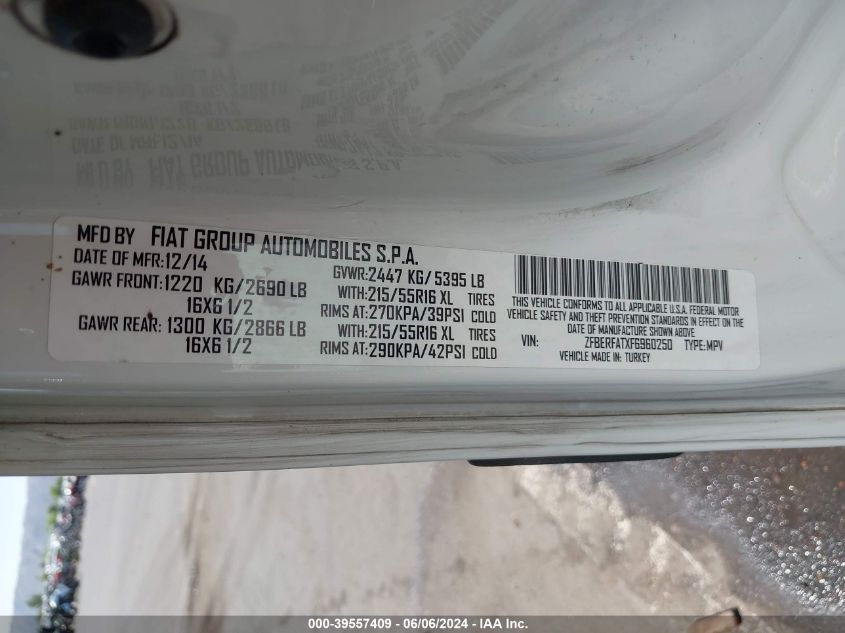 MFD BY FIAT GROUP AUTOMOBILES S.P.A.
DATE OF MFR:12/14
GVWR:2447 KG/ 5395 LB
GAWR FRONT:1220 KG/2690 LB
WITH:215/55R16 XL TIRES
16X6 1/2
RIMS AT:270KPA/39PSI COLD
GAWR REAR: 1300 KG/2866 LB
WITH:215/55R16 XL TIRES
16X6 1/2
RIMS AT:290KPA/42PSI COLD
THIS VEHICLE CONFORMS TO ALL APPLICABLE U.S.A. FEDERAL MOTOR
VEHICLE SAFETY AND THEFT PREVENTION STANDARDS IN EFFECT ON THE
DATE OF MANUFACTURE SHOWN ABOVE
VIN: ZFBERFATXF6960250 TYPE:MPV
VEHICLE MADE IN: TURKEY
000-39557409 - 06/06/2024 - IAA Inc.